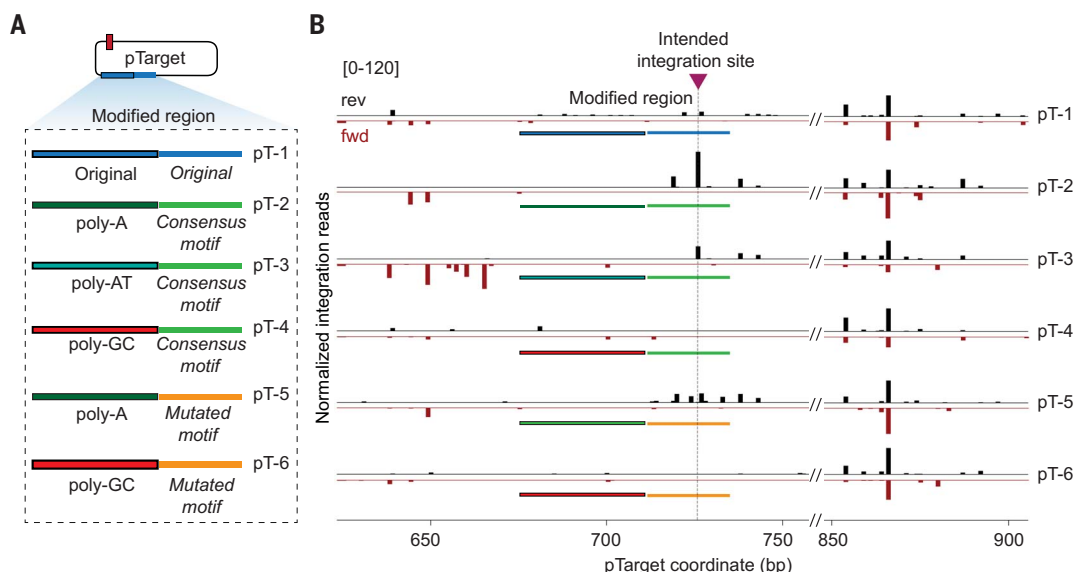 A
pTarget
Modified region
Original
Original
pT-1
poly-A
Consensus
motif
pT-2
poly-AT
Consensus
motif
pT-3
poly-GC
Consensus
motif
pT-4
poly-A
Mutated
motif
pT-5
poly-GC
Mutated
motif
pT-6
B
Intended
integration site
[0-120]
rev
Modified region
fwd
Normalized integration reads
//
pT-1
//
pT-2
//
pT-3
//
pT-4
//
pT-5
//
pT-6
//
650
700
750
850
900
pTarget coordinate (bp)